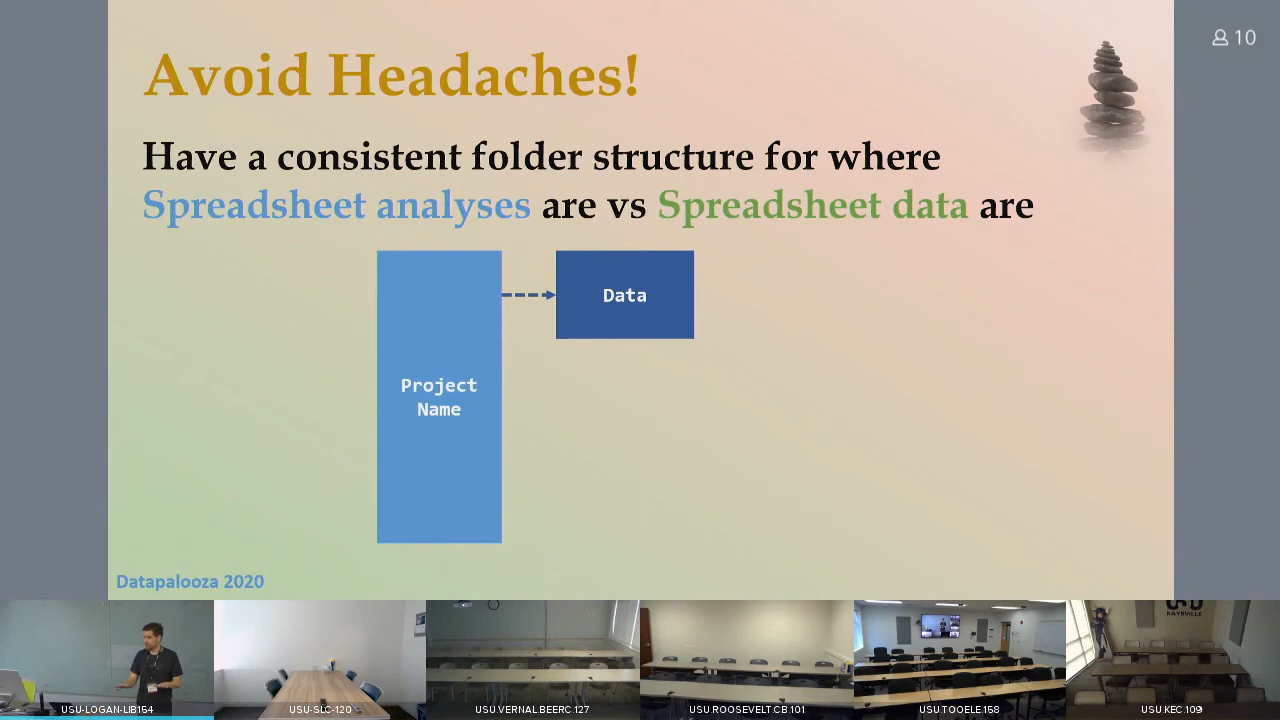 Avoid Headaches!
10
Have a consistent folder structure for where
Spreadsheet analyses are vs Spreadsheet data are
Data
Project
Name
Datapalooza 2020
USU-LOGAN-LIB154
USU-SLC-120
USU.VERNAL.BEERC.127
USU.ROOSEVELT.CB.101
USU.TOOELE.158
KAYSVILLE
USU.KEC.109